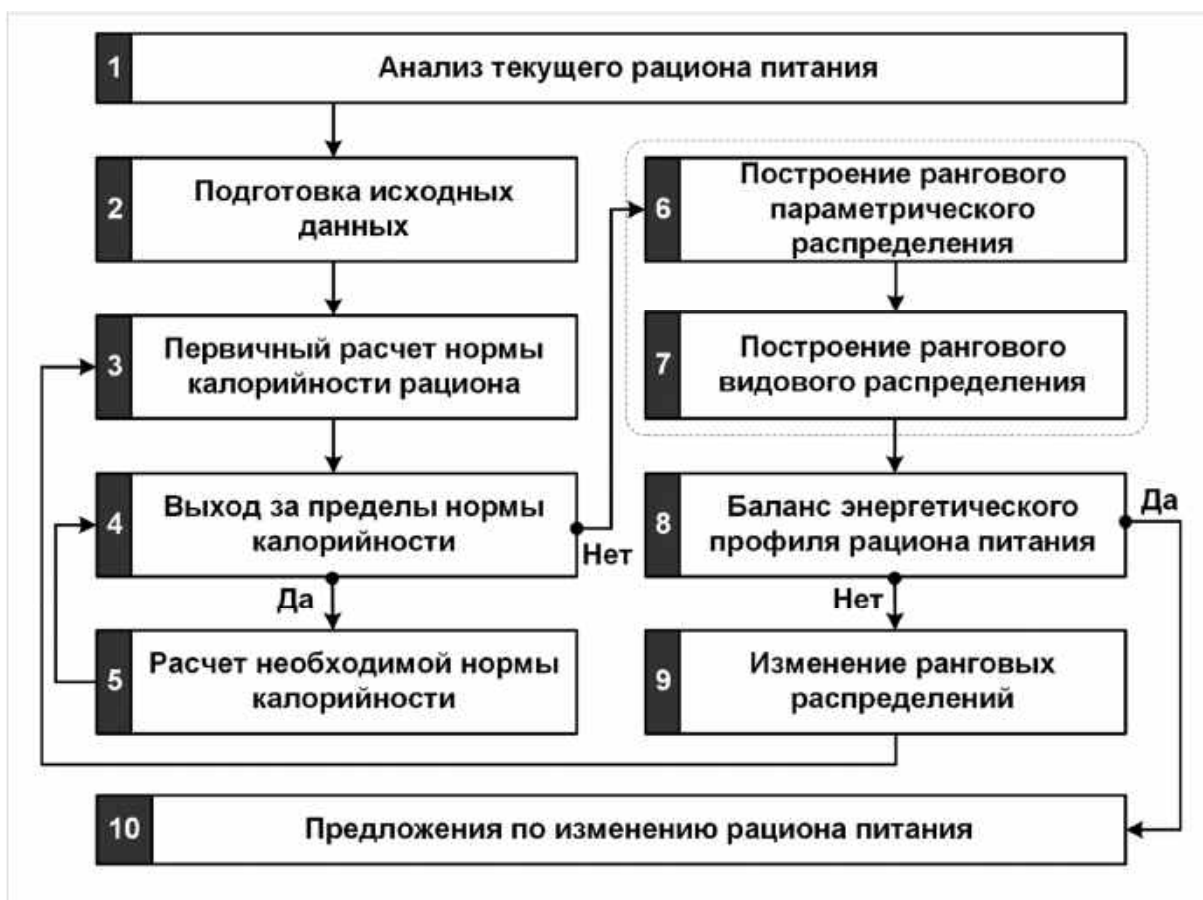 1
Анализ текущего рациона питания
2
Подготовка исходных
данных
3
Первичный расчет нормы
калорийности рациона
4
Выход за пределы нормы
калорийности
Нет
Да
5
Расчет необходимой нормы
калорийности
6
Построение рангового
параметрического
распределения
7
Построение рангового
видового распределения
8
Баланс энергетического
профиля рациона питания
Да
Нет
9
Изменение ранговых
распределений
10
Предложения по изменению рациона питания